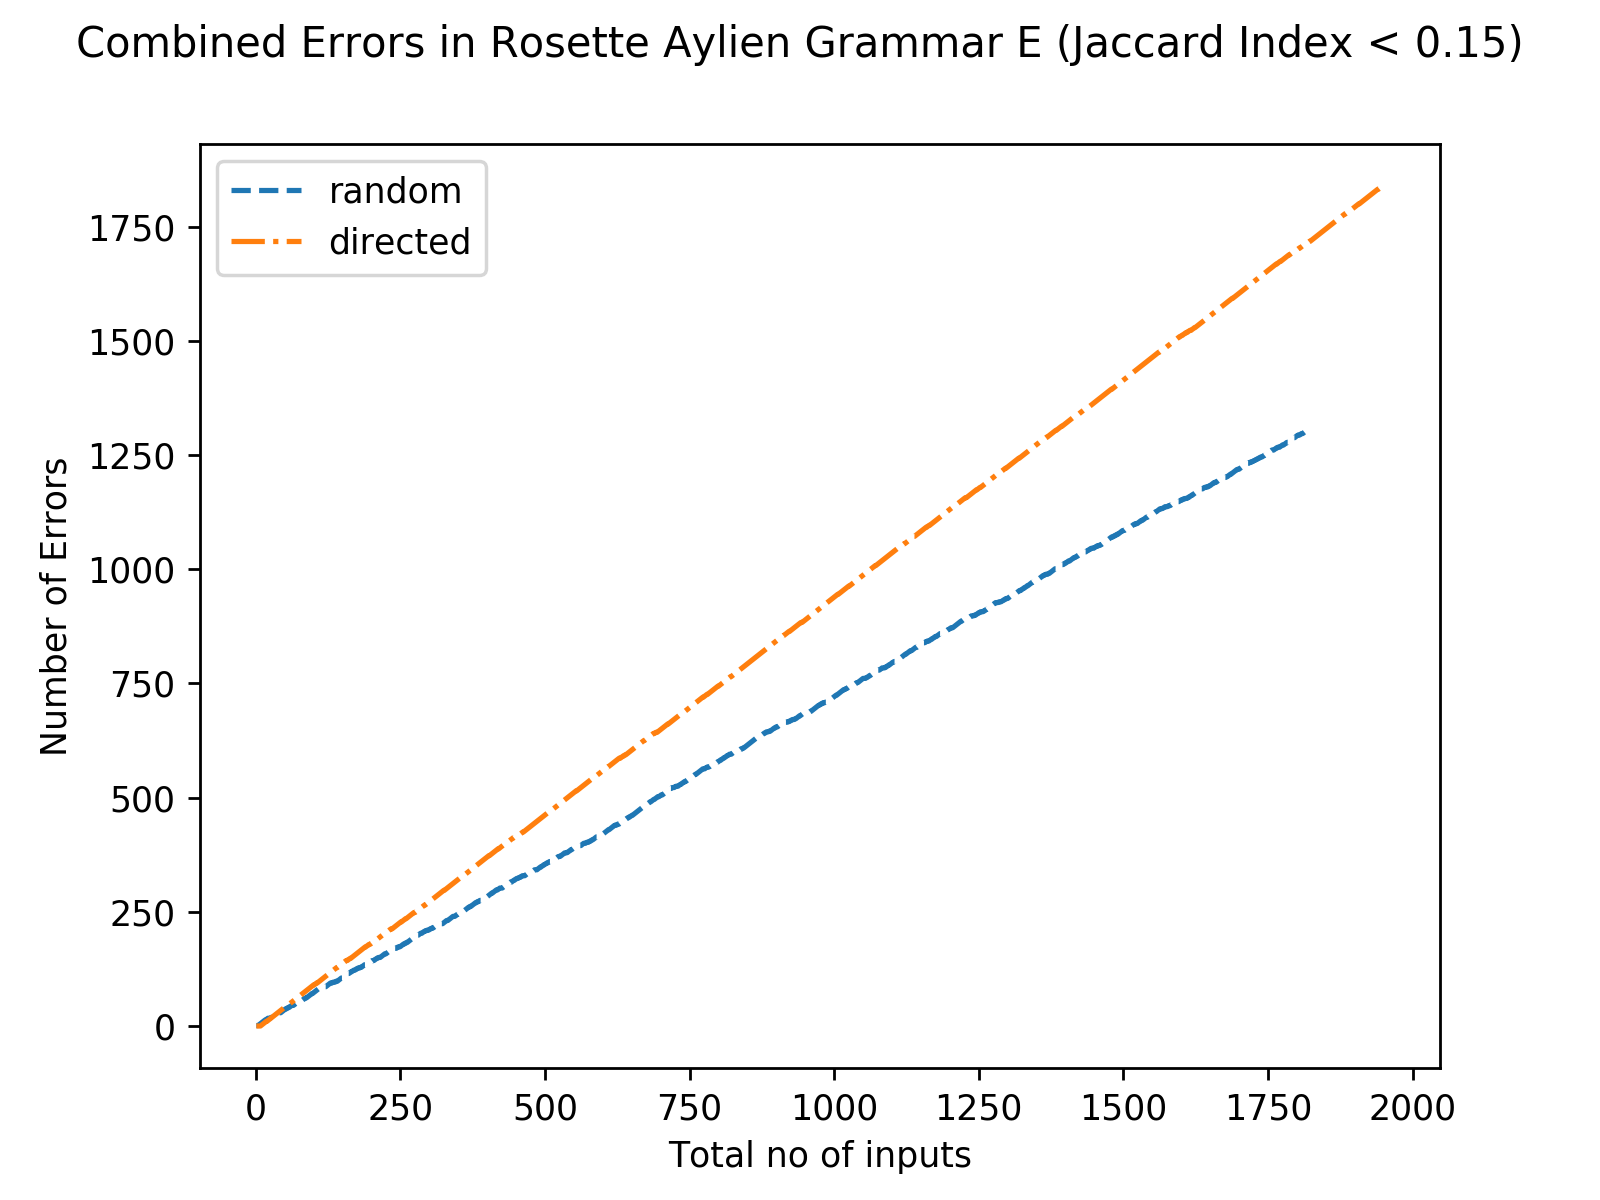 Combined Errors in Rosette Aylien Grammar E (Jaccard Index < 0.15)
random
directed
1750
1500
1250
1000
750
500
250
0
Number of Errors
0 250 500 750 1000 1250 1500 1750 2000
Total no of inputs